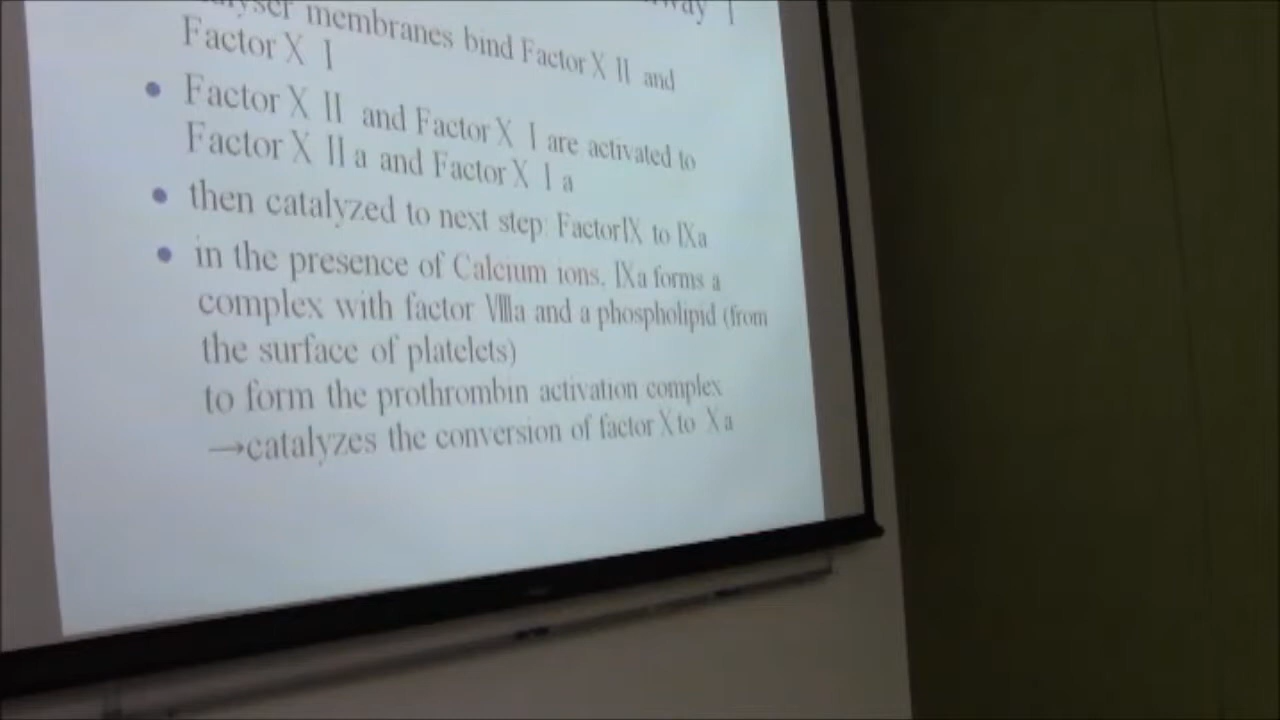 membranes bind Factor X II and
Factor X I
• Factor X II and Factor X I are activated to
Factor X II a and Factor X I a
• then catalyzed to next step: Factor IX to IXa
• in the presence of Calcium ions, IXa forms a
complex with factor VIIIa and a phospholipid (from
the surface of platelets)
to form the prothrombin activation complex
→catalyzes the conversion of factor X to Xa